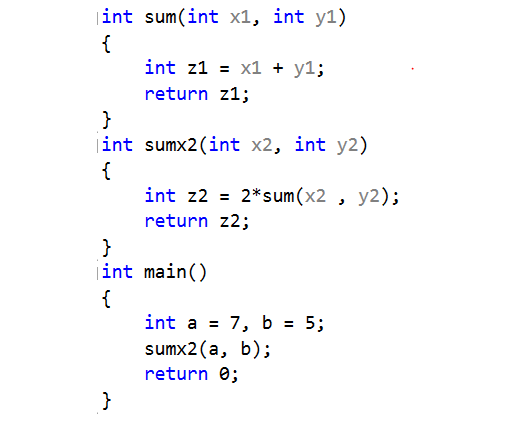 int sum(int x1, int y1)
{
    int z1 = x1 + y1;
    return z1;
}
int sumx2(int x2, int y2)
{
    int z2 = 2*sum(x2 , y2);
    return z2;
}
int main()
{
    int a = 7, b = 5;
    sumx2(a, b);
    return 0;
}